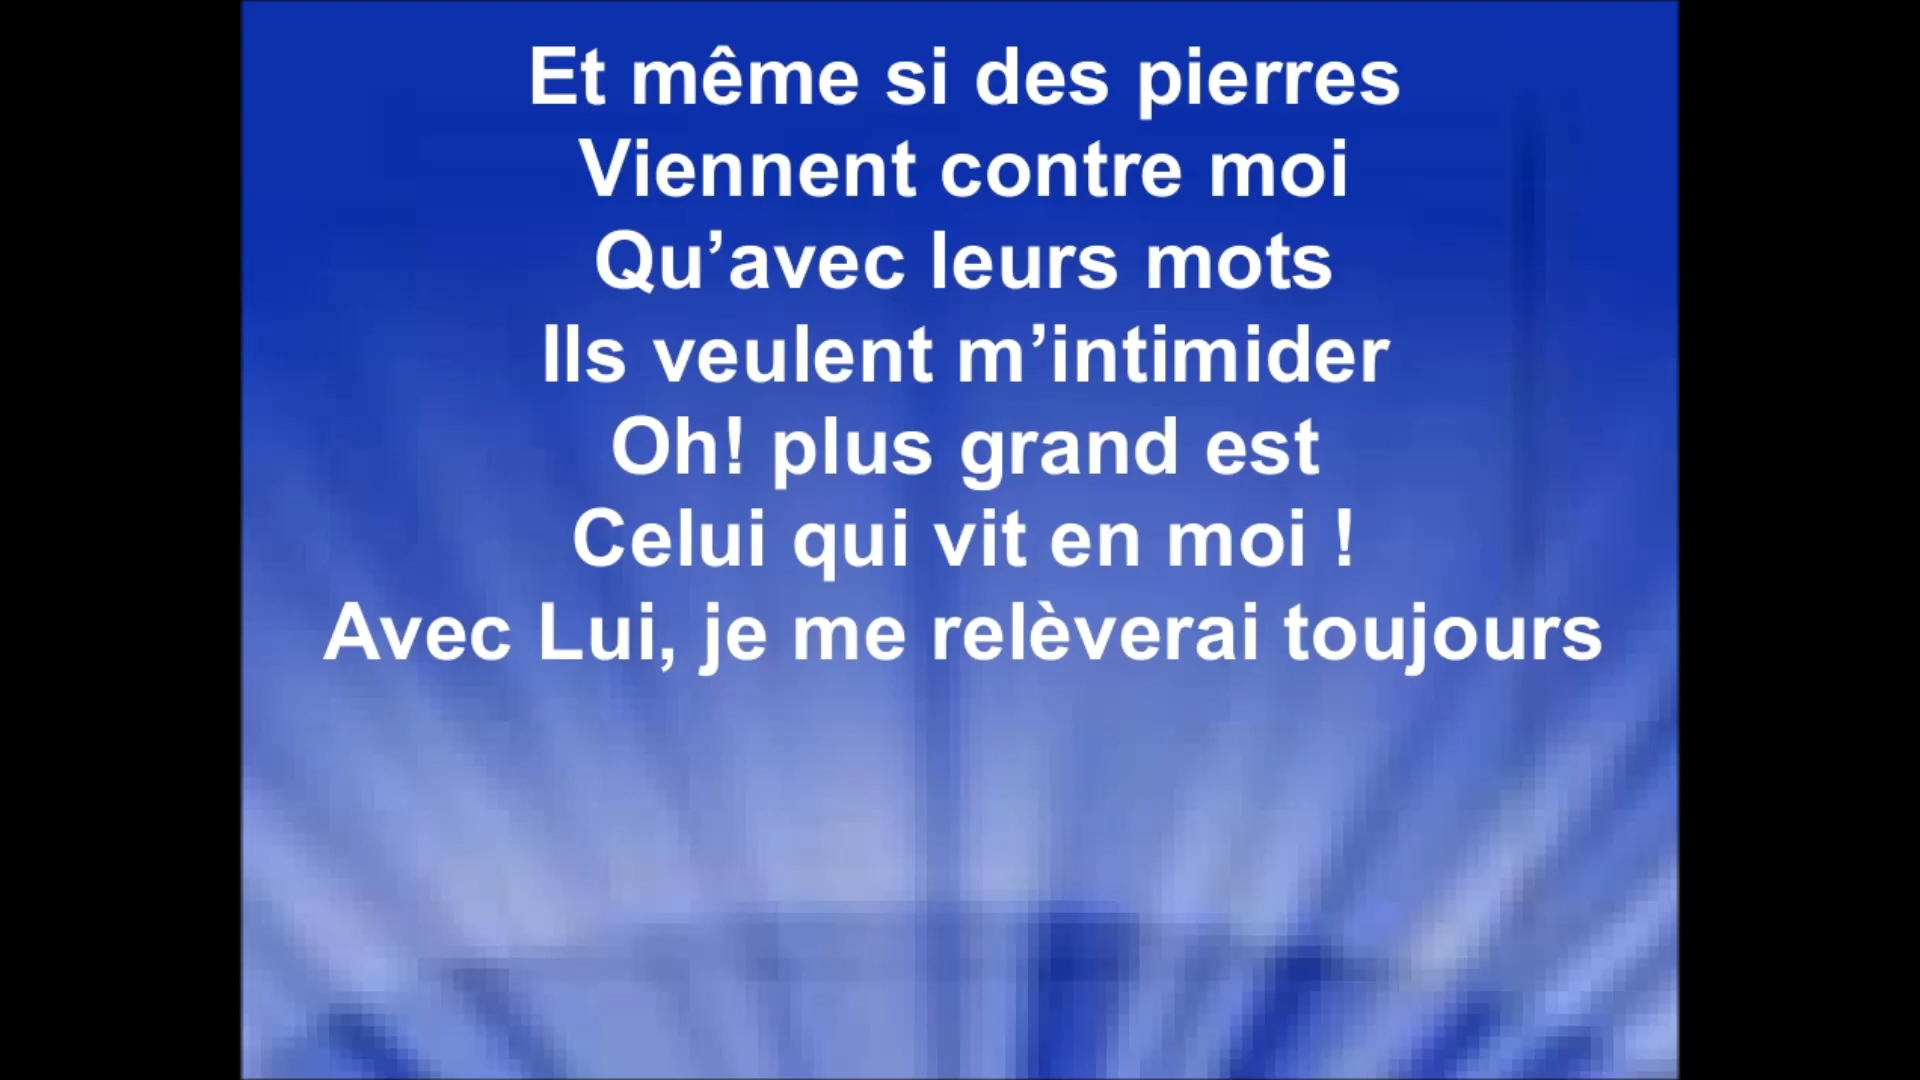 Et même si des pierres
Viennent contre moi
Qu’avec leurs mots
Ils veulent m’intimider
Oh! plus grand est
Celui qui vit en moi !
Avec Lui, je me relèverai toujours